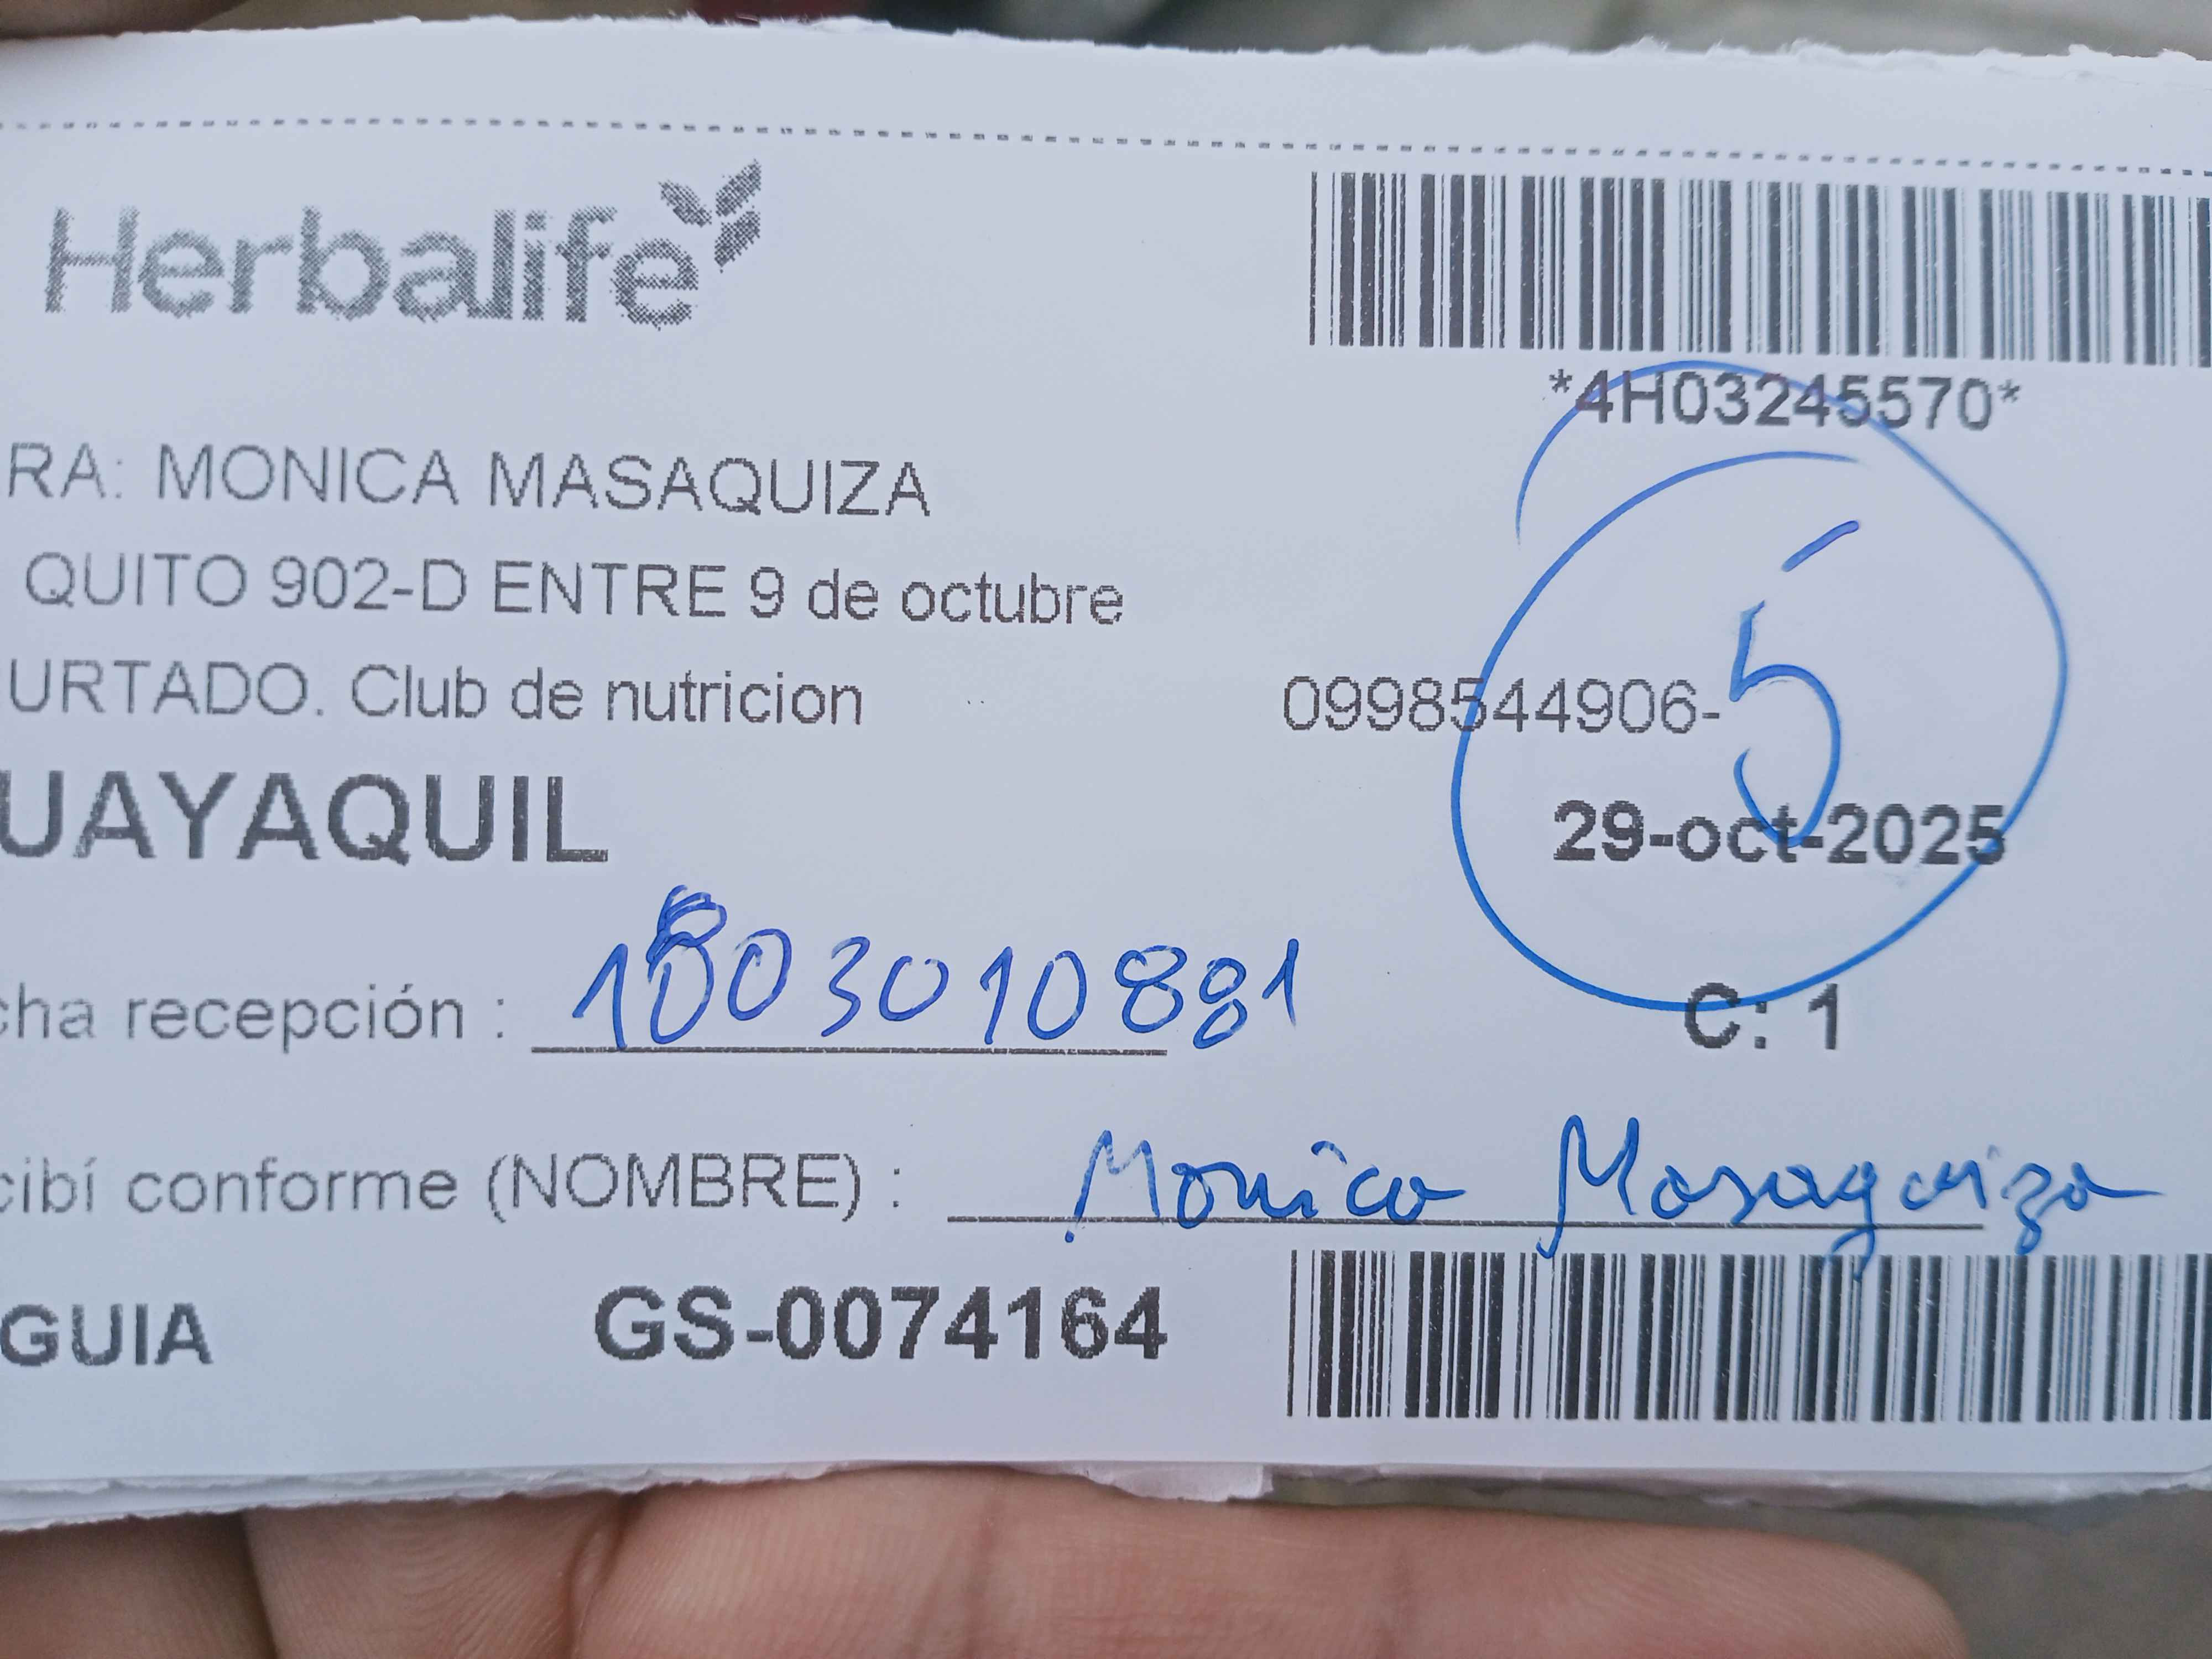 Herbalife
*4H03245570*
RA: MONICA MASAQUIZA
QUITO 902-D ENTRE 9 de octubre
URTADO. Club de nutricion 0998544906-
5
UAYAQUIL 29-oct-2025
cha recepción : 1803010881
C: 1
cibí conforme (NOMBRE) : Monica Masaquiza
GUIA GS-0074164